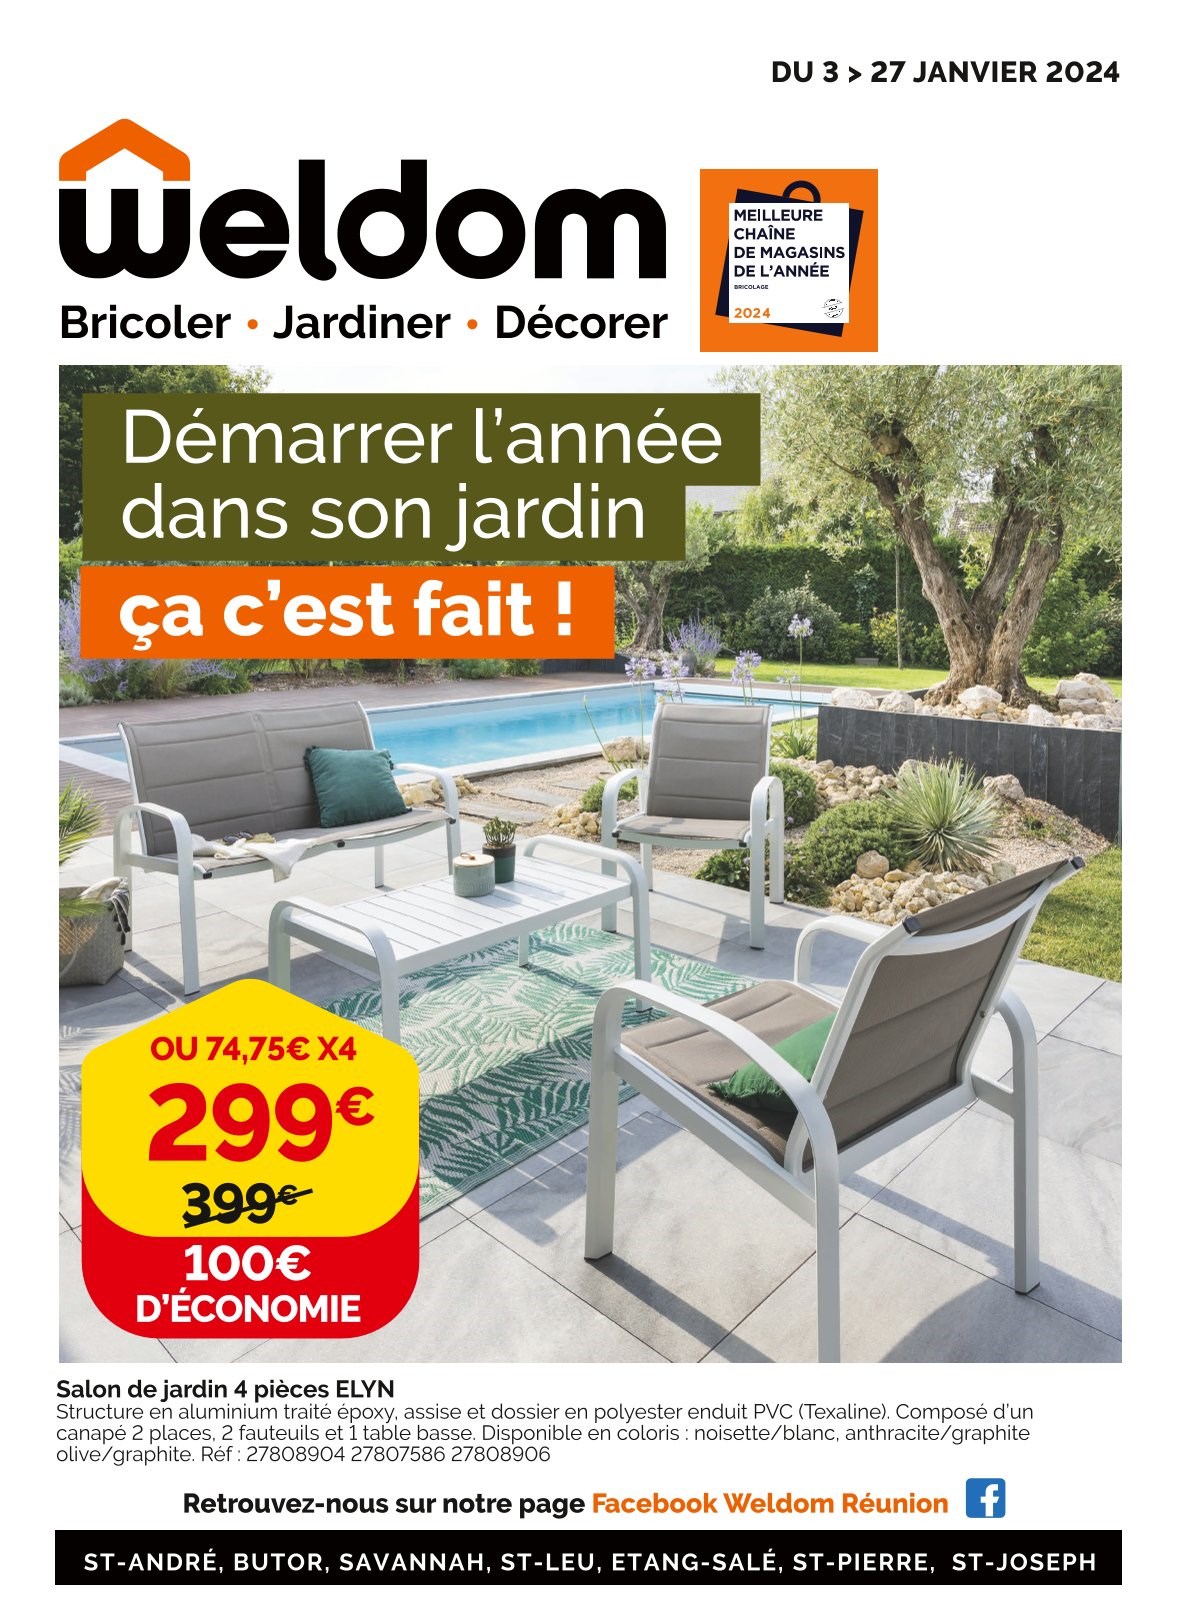 DU 3 > 27 JANVIER 2024
weldom
Bricoler • Jardiner • Décorer
MEILLEURE
CHAÎNE
DE MAGASINS
DE L'ANNÉE
BRICOLAGE
2024
Démarrer l'année
dans son jardin
ça c'est fait !
OU 74,75€ X4
299€
399€
100€
D'ÉCONOMIE
Salon de jardin 4 pièces ELYN
Structure en aluminium traité époxy, assise et dossier en polyester enduit PVC (Texaline). Composé d'un
canapé 2 places, 2 fauteuils et 1 table basse. Disponible en coloris : noisette/blanc, anthracite/graphite
olive/graphite. Réf : 27808904 27807586 27808906
Retrouvez-nous sur notre page Facebook Weldom Réunion
ST-ANDRÉ, BUTOR, SAVANNAH, ST-LEU, ETANG-SALÉ, ST-PIERRE, ST-JOSEPH